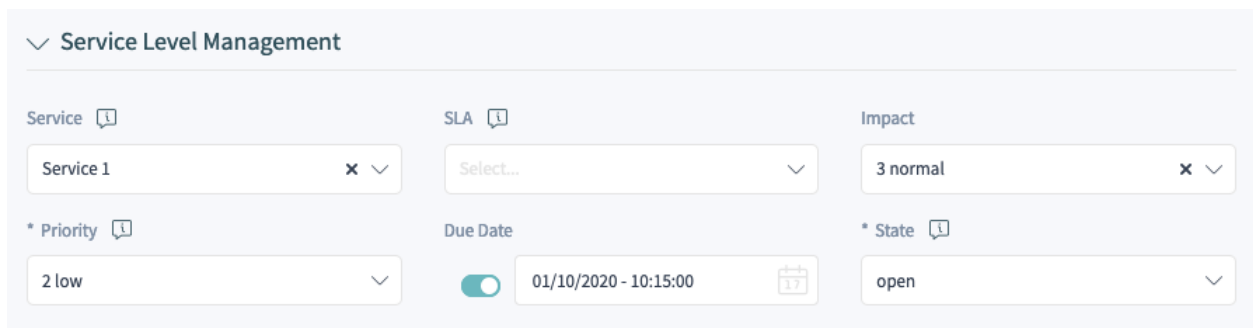 Service Level Management
Service
SLA
Impact
Service 1
Select...
3 normal
* Priority
Due Date
* State
2 low
01/10/2020 - 10:15:00
17
open